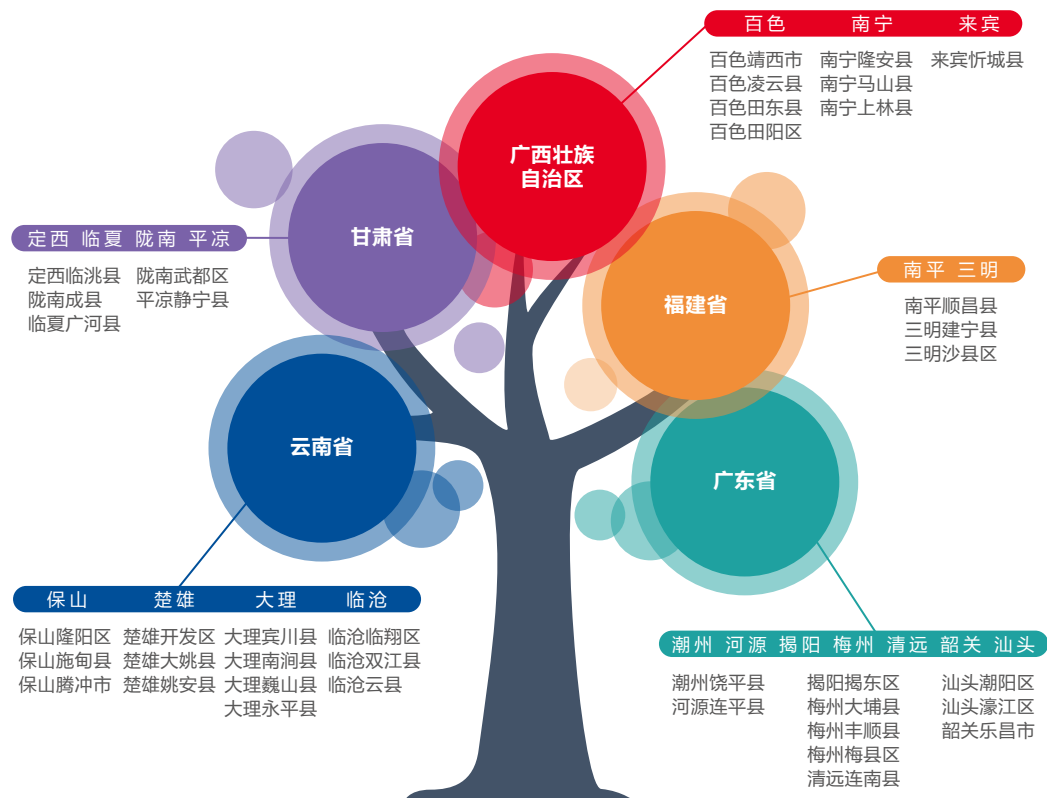 百色 南宁 来宾
百色靖西市 南宁隆安县 来宾忻城县
百色凌云县 南宁马山县
百色田东县 南宁上林县
百色田阳区
广西壮族
自治区
甘肃省
定西 临夏 陇南 平凉
定西临洮县 陇南武都区
陇南成县 平凉静宁县
临夏广河县
福建省
南平 三明
南平顺昌县
三明建宁县
三明沙县区
云南省
保山 楚雄 大理 临沧
保山隆阳区 楚雄开发区 大理宾川县 临沧临翔区
保山施甸县 楚雄大姚县 大理南涧县 临沧双江县
保山腾冲市 楚雄姚安县 大理巍山县 临沧云县
大理永平县
广东省
潮州 河源 揭阳 梅州 清远 韶关 汕头
潮州饶平县 揭阳揭东区 汕头潮阳区
河源连平县 梅州大埔县 汕头濠江区
梅州丰顺县 韶关乐昌市
梅州梅县区
清远连南县